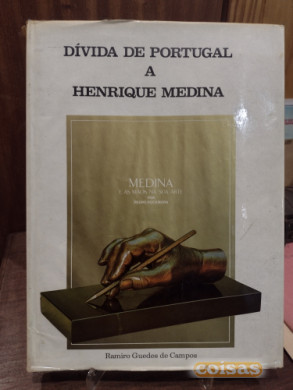 DÍVIDA DE PORTUGAL
A
HENRIQUE MEDINA
MEDINA
Ramiro Guedes de Campos
coisas